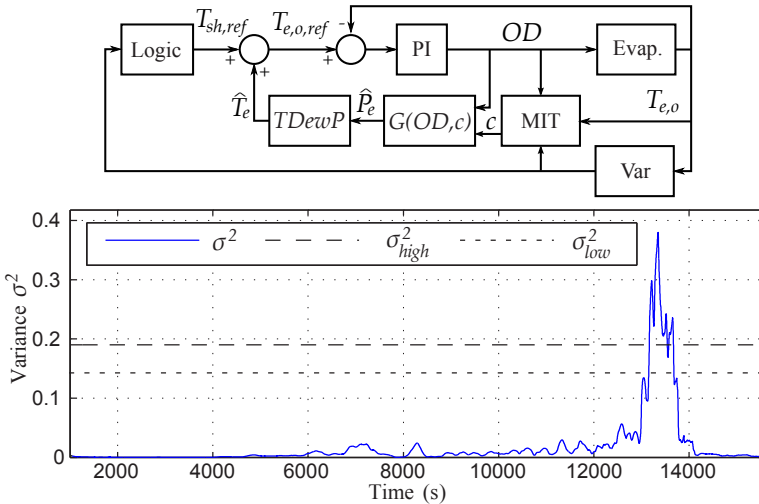 T_{sh,ref} T_{e,o,ref} - OD
Logic + + + PI Evap.
\hat{T}_e TDewP \hat{P}_e G(OD,c) c MIT T_{e,o}
Var
0.4
σ² σ²_{high} σ²_{low}
0.3
0.2
0.1
0
Variance σ²
2000 4000 6000 8000 10000 12000 14000
Time (s)